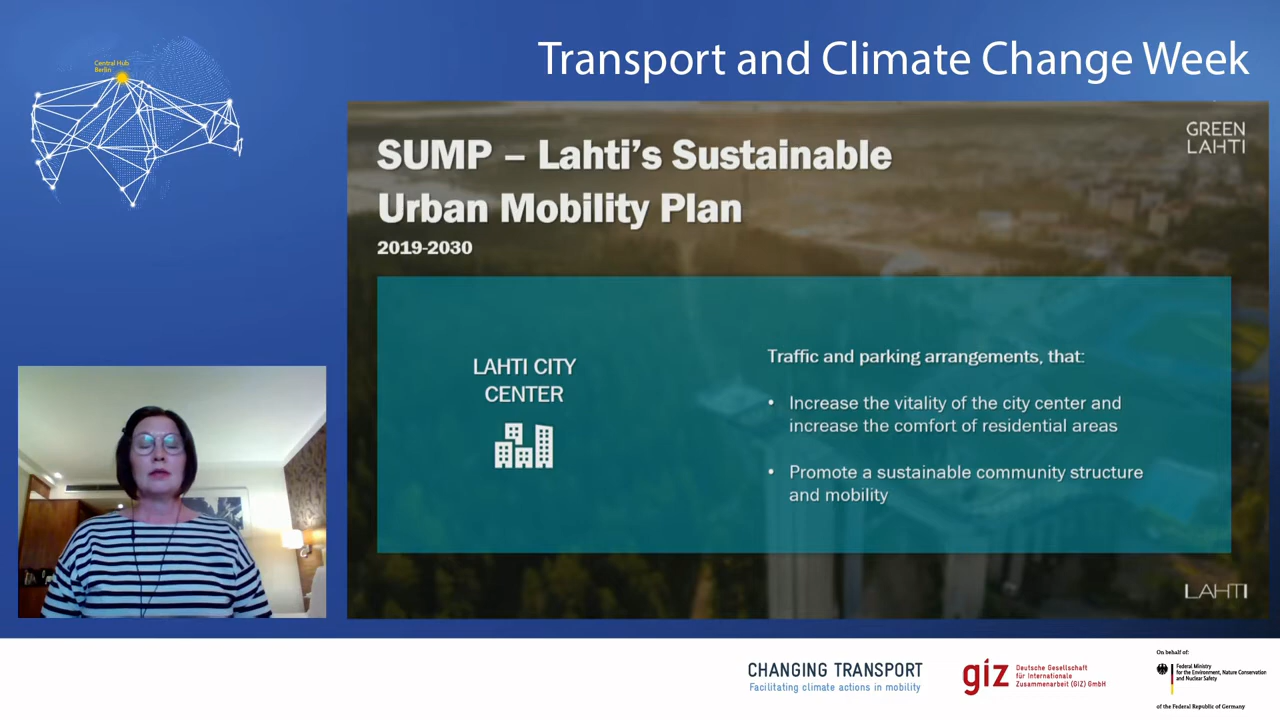 Central Hub
Berlin
Transport and Climate Change Week
GREEN
LAHTI
SUMP – Lahti's Sustainable
Urban Mobility Plan
2019-2030
LAHTI CITY
CENTER
Traffic and parking arrangements, that:
• Increase the vitality of the city center and
increase the comfort of residential areas
• Promote a sustainable community structure
and mobility
LAHTI
CHANGING TRANSPORT
Facilitating climate actions in mobility
giz
Deutsche Gesellschaft
für Internationale
Zusammenarbeit (GIZ) GmbH
On behalf of:
Federal Ministry
for the Environment, Nature Conservation
and Nuclear Safety
of the Federal Republic of Germany